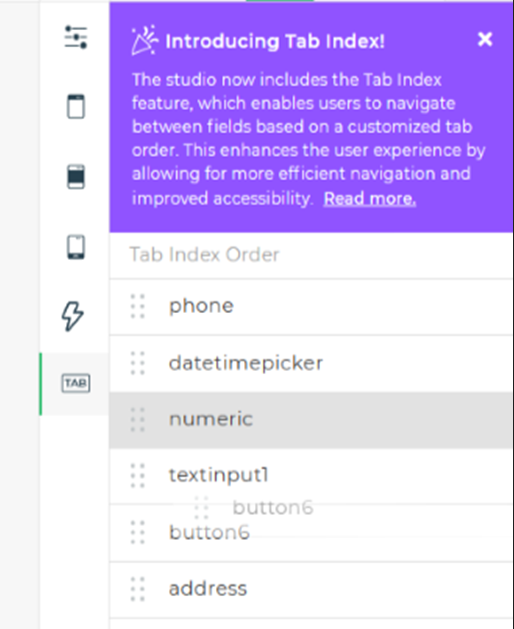 Introducing Tab Index!
The studio now includes the Tab Index
feature, which enables users to navigate
between fields based on a customized tab
order. This enhances the user experience by
allowing for more efficient navigation and
improved accessibility. Read more.
Tab Index Order
phone
datetimepicker
TAB
numeric
textinput1
button6
button6
address